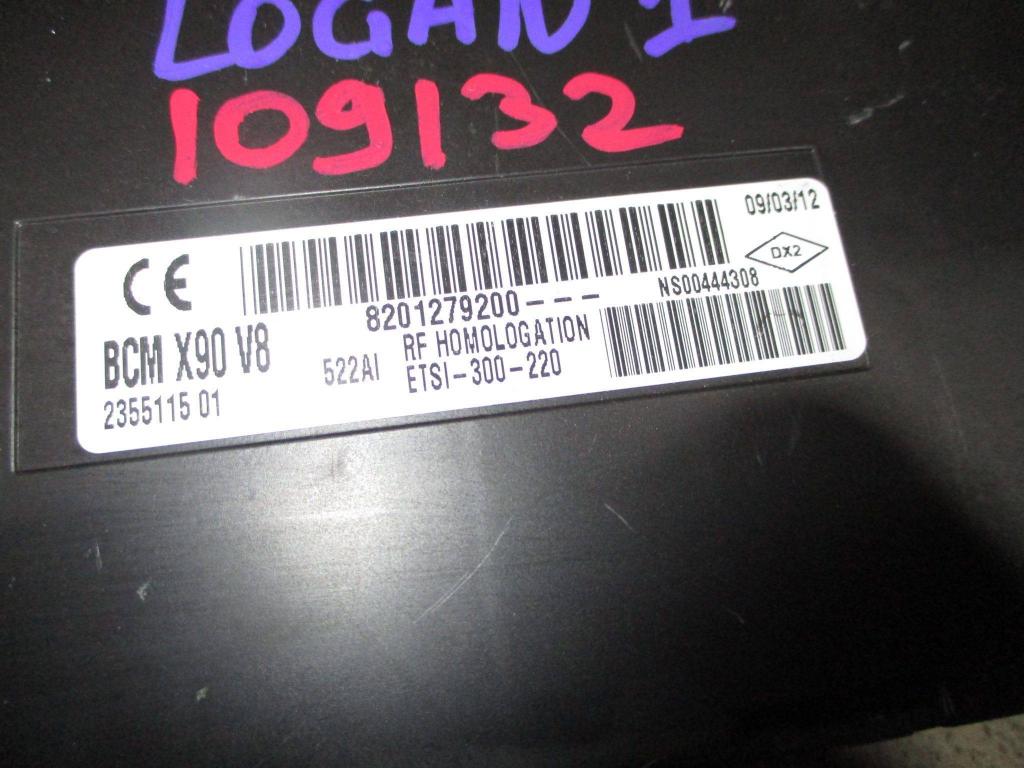 LOGAN 1
109132
09/03/12
CE
DX2
NS00444308
8201279200---
BCM X90 V8
522AI
RF HOMOLOGATION
ETSI-300-220
2355115 01